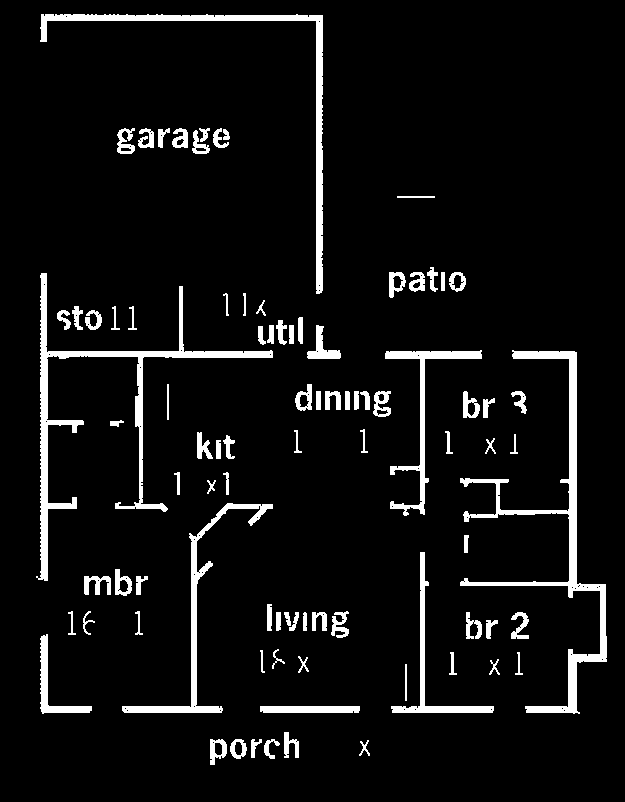 garage
patio
sto 11
11x
util
dining
1 1
br 3
1 x 1
kit
1 x1
mbr
16 1
living
18 x
br 2
1 x 1
porch x